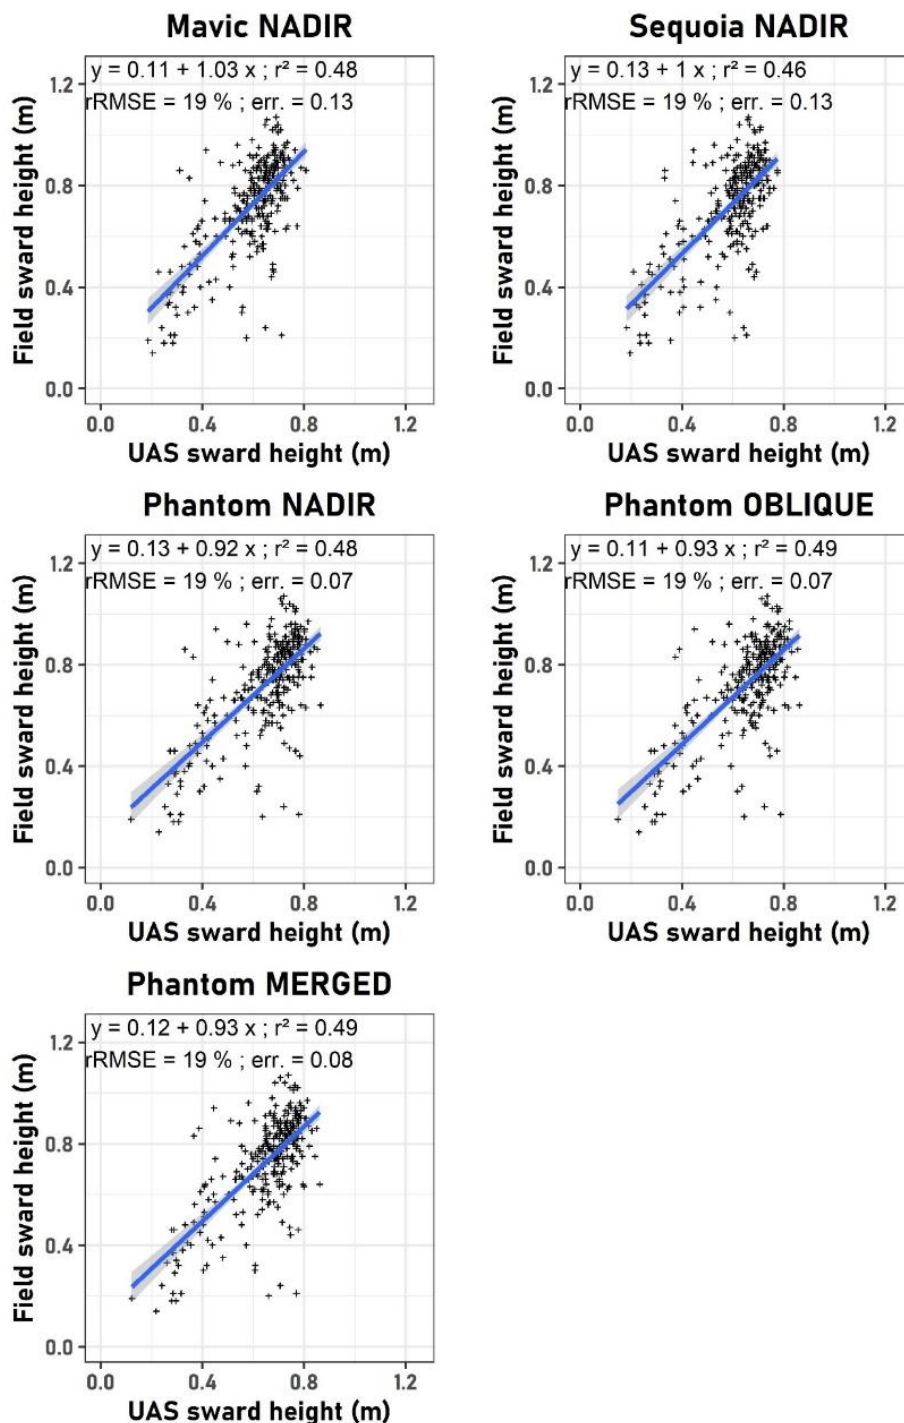 Mavic NADIR
y = 0.11 + 1.03 x ; r² = 0.48
rRMSE = 19 % ; err. = 0.13
1.2
0.8
0.4
0.0
Field sward height (m)
0.0 0.4 0.8 1.2
UAS sward height (m)
Sequoia NADIR
y = 0.13 + 1 x ; r² = 0.46
rRMSE = 19 % ; err. = 0.13
1.2
0.8
0.4
0.0
Field sward height (m)
0.0 0.4 0.8 1.2
UAS sward height (m)
Phantom NADIR
y = 0.13 + 0.92 x ; r² = 0.48
rRMSE = 19 % ; err. = 0.07
1.2
0.8
0.4
0.0
Field sward height (m)
0.0 0.4 0.8 1.2
UAS sward height (m)
Phantom OBLIQUE
y = 0.11 + 0.93 x ; r² = 0.49
rRMSE = 19 % ; err. = 0.07
1.2
0.8
0.4
0.0
Field sward height (m)
0.0 0.4 0.8 1.2
UAS sward height (m)
Phantom MERGED
y = 0.12 + 0.93 x ; r² = 0.49
rRMSE = 19 % ; err. = 0.08
1.2
0.8
0.4
0.0
Field sward height (m)
0.0 0.4 0.8 1.2
UAS sward height (m)